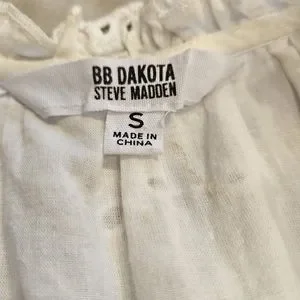 BB DAKOTA
STEVE MADDEN
S
MADE IN
CHINA